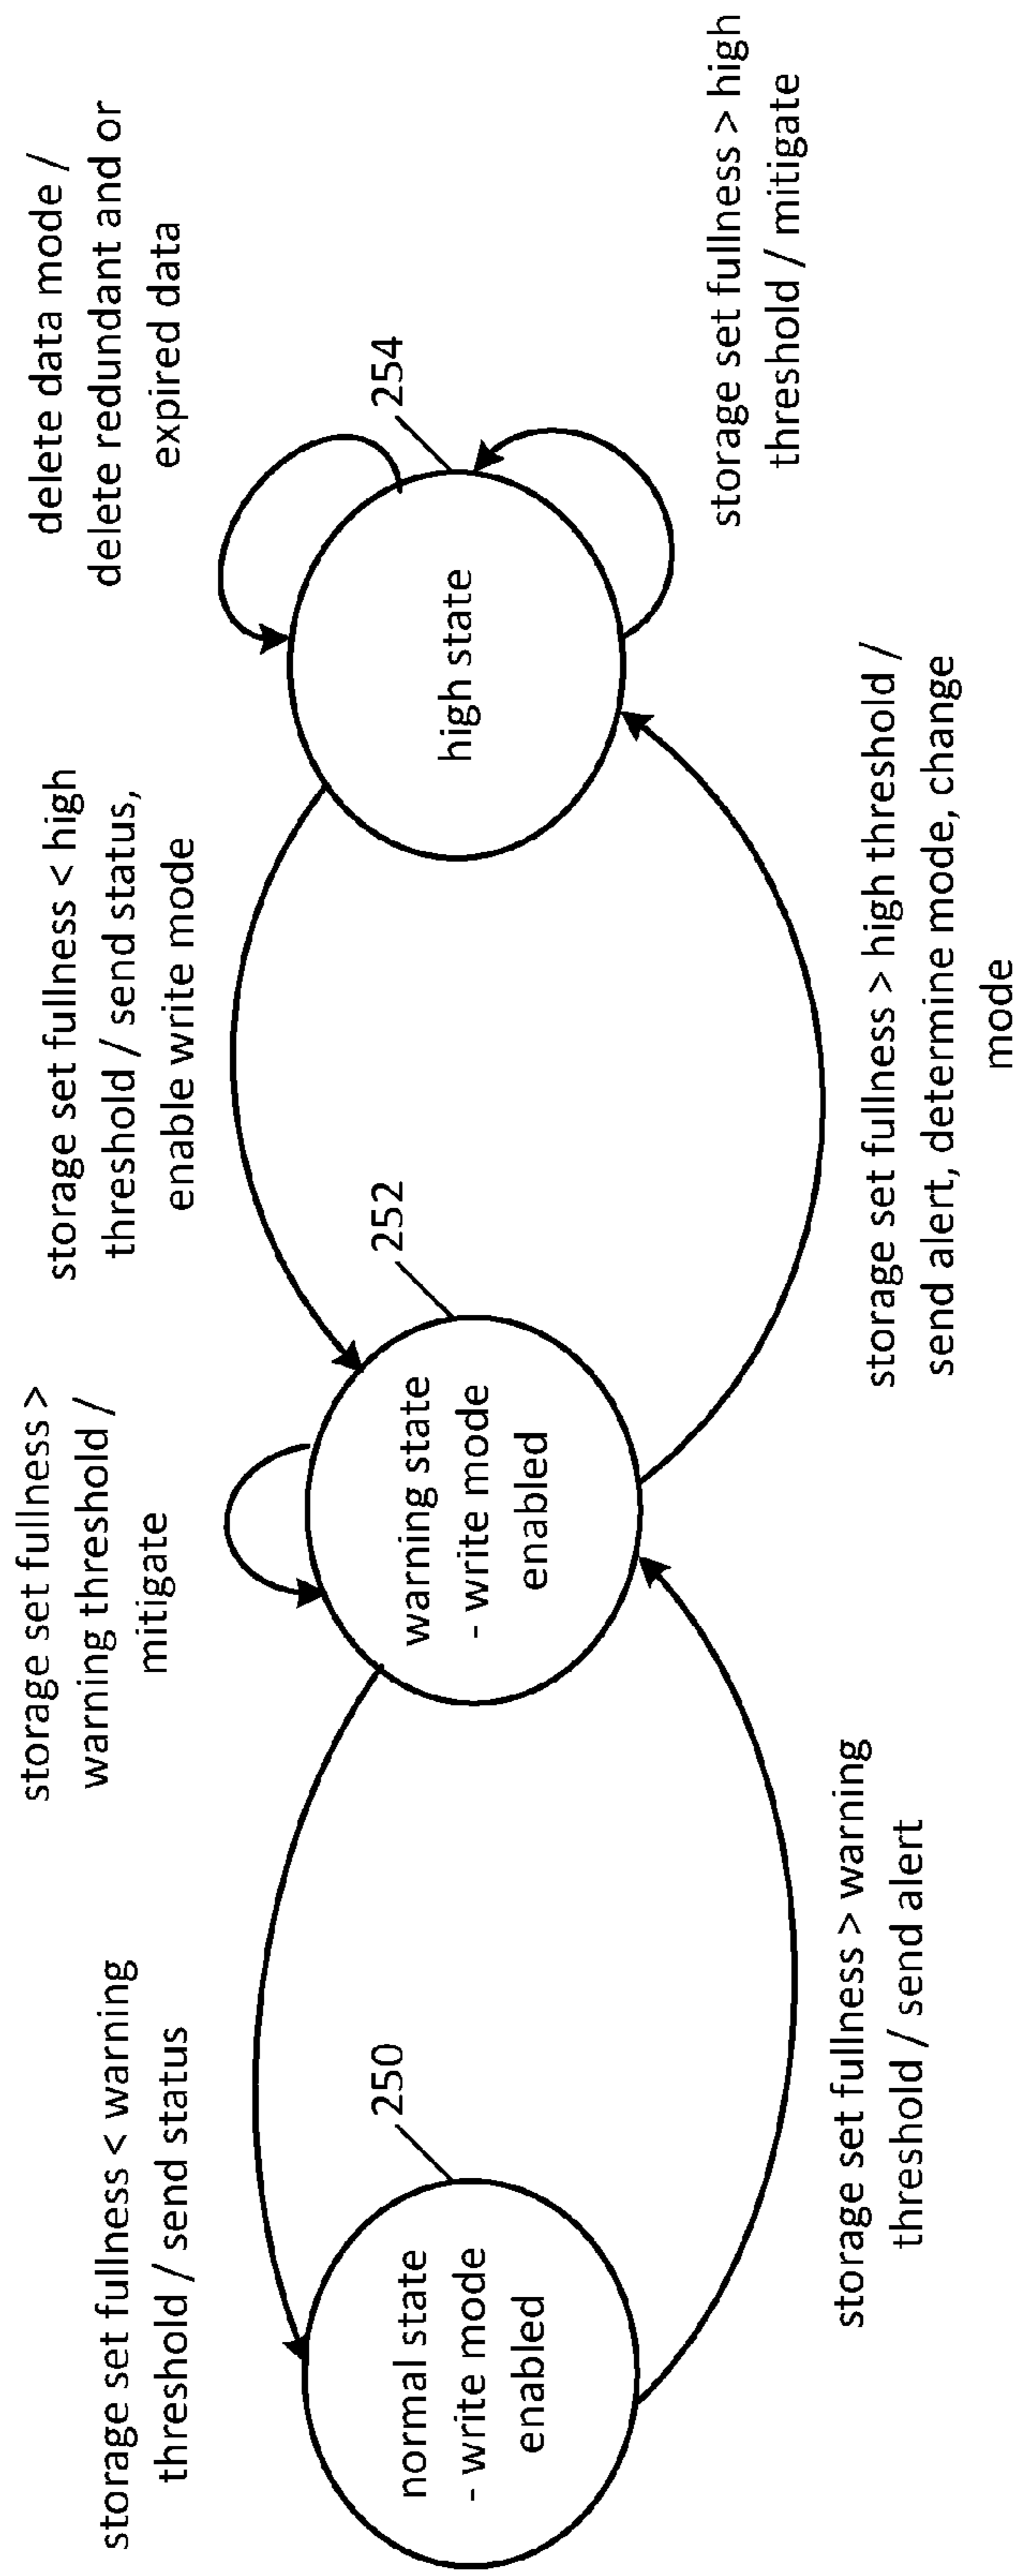 storage set fullness < warning
threshold / send status
storage set fullness >
warning threshold /
mitigate
storage set fullness < high
threshold / send status,
enable write mode
delete data mode /
delete redundant and or
expired data
250
normal state
- write mode
enabled
252
warning state
- write mode
enabled
254
high state
storage set fullness > warning
threshold / send alert
storage set fullness > high threshold /
send alert, determine mode, change
mode
storage set fullness > high
threshold / mitigate